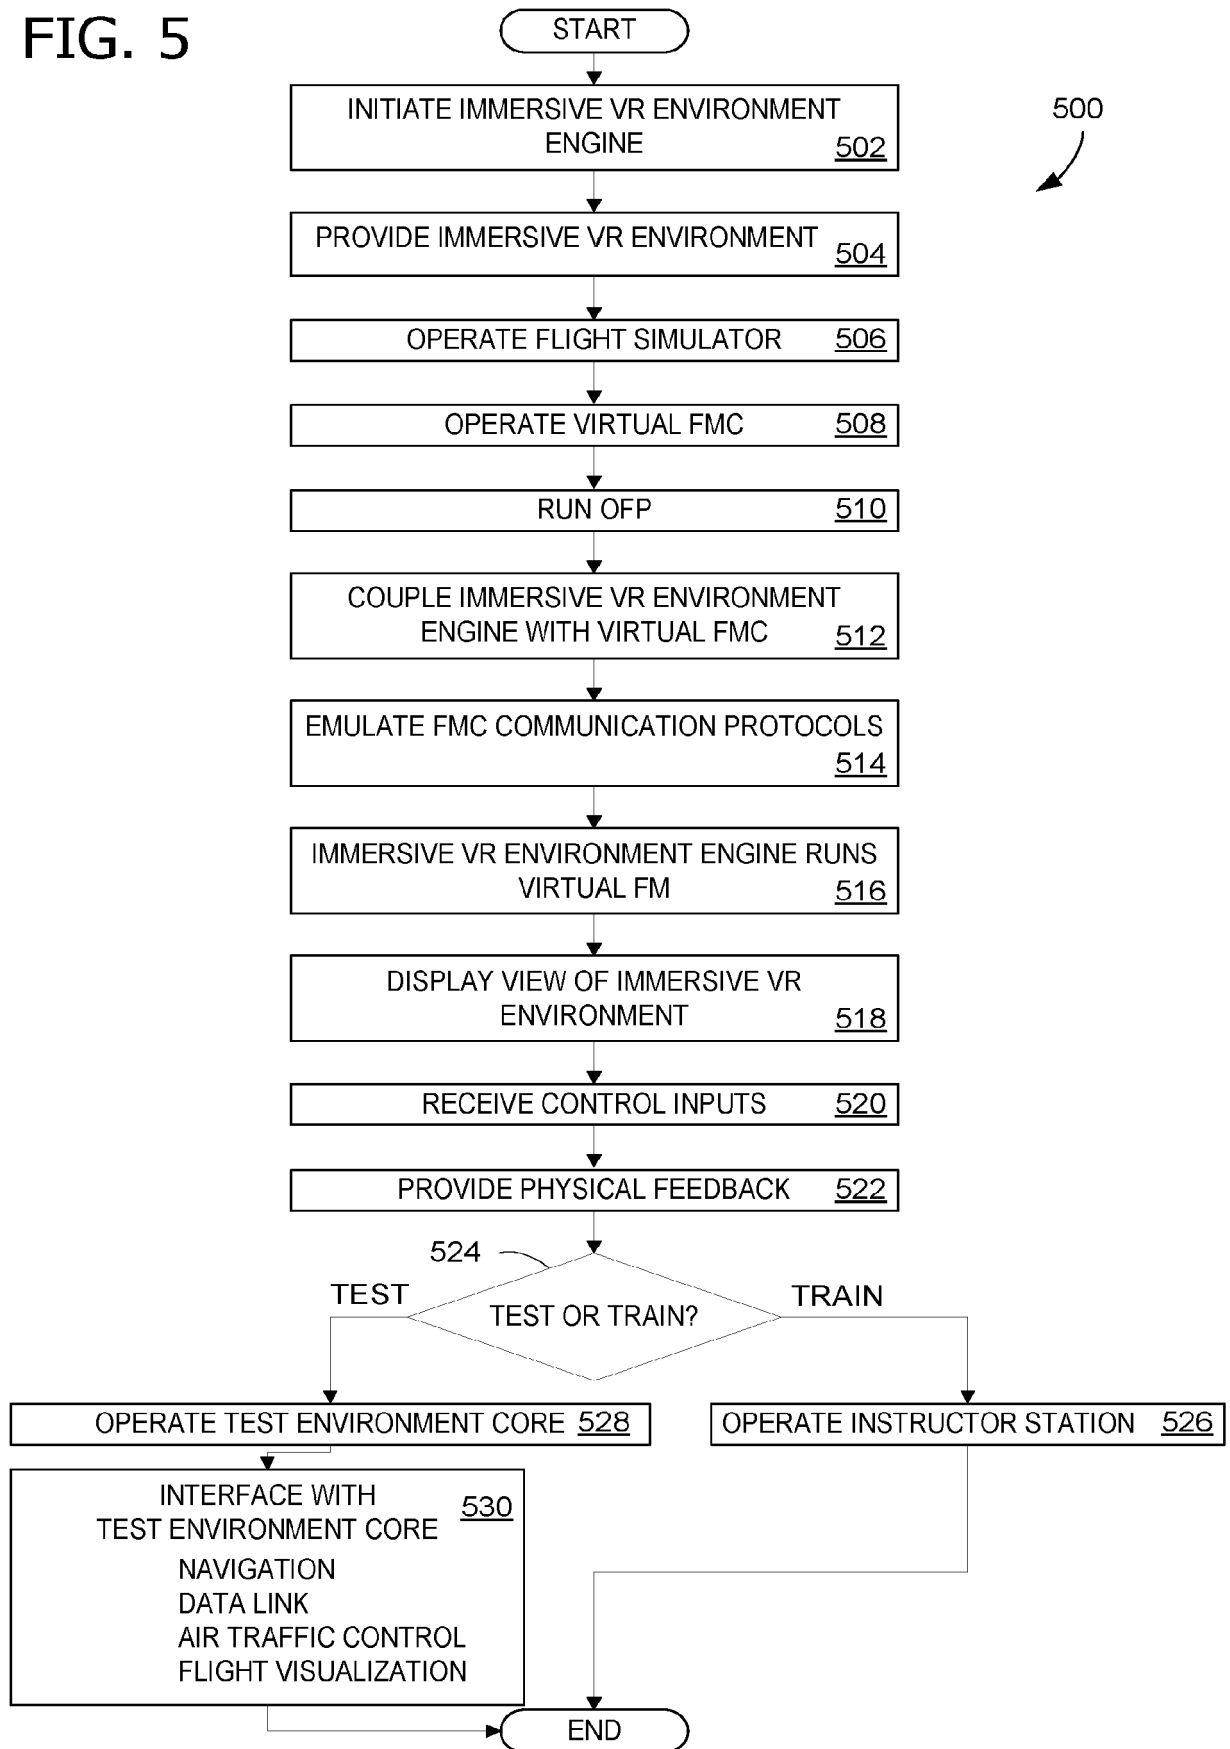 FIG. 5
START
500
INITIATE IMMERSIVE VR ENVIRONMENT
ENGINE
502
PROVIDE IMMERSIVE VR ENVIRONMENT
504
OPERATE FLIGHT SIMULATOR 506
OPERATE VIRTUAL FMC 508
RUN OFP 510
COUPLE IMMERSIVE VR ENVIRONMENT
ENGINE WITH VIRTUAL FMC
512
EMULATE FMC COMMUNICATION PROTOCOLS
514
IMMERSIVE VR ENVIRONMENT ENGINE RUNS
VIRTUAL FM
516
DISPLAY VIEW OF IMMERSIVE VR
ENVIRONMENT
518
RECEIVE CONTROL INPUTS 520
PROVIDE PHYSICAL FEEDBACK 522
524
TEST
TRAIN
TEST OR TRAIN?
OPERATE TEST ENVIRONMENT CORE 528
OPERATE INSTRUCTOR STATION 526
INTERFACE WITH
TEST ENVIRONMENT CORE
530
NAVIGATION
DATA LINK
AIR TRAFFIC CONTROL
FLIGHT VISUALIZATION
END